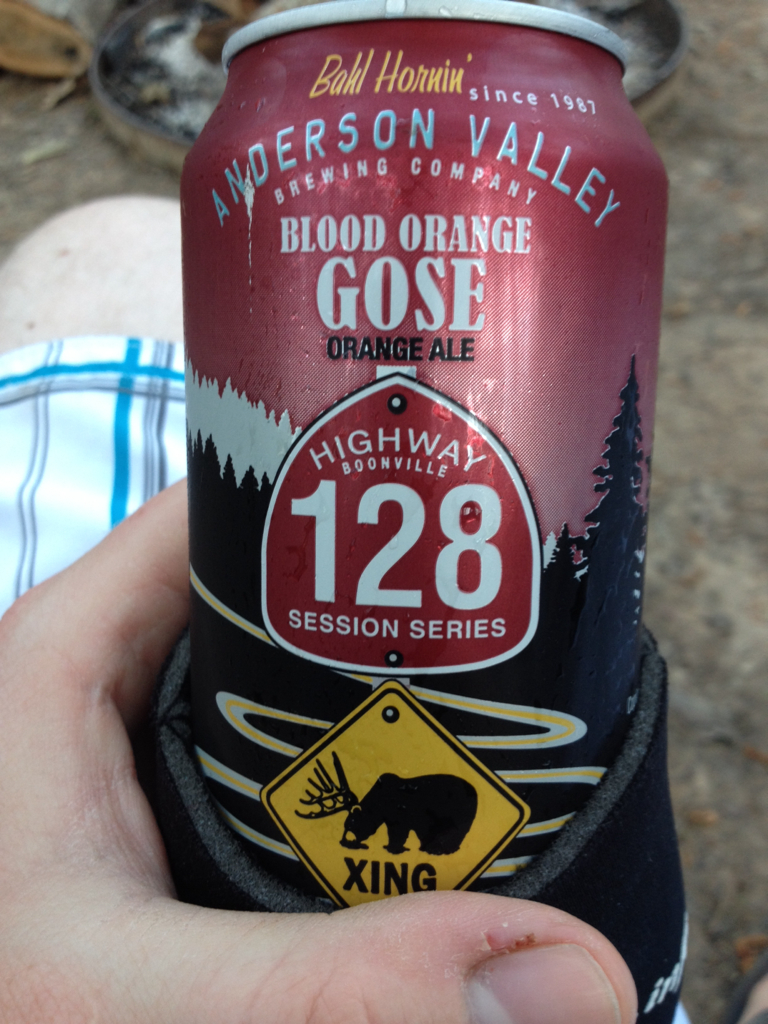 Bahl Hornin'
since 1987
ANDERSON VALLEY
BREWING COMPANY
BLOOD ORANGE
GOSE
ORANGE ALE
HIGHWAY
BOONVILLE
128
SESSION SERIES
XING